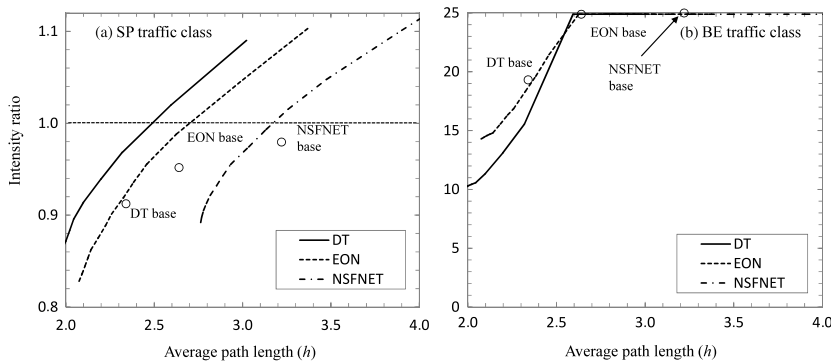 (a) SP traffic class
Intensity ratio
1.1
1.0
0.9
0.8
EON base
NSFNET
base
DT base
DT
EON
NSFNET
2.0
2.5
3.0
3.5
4.0
Average path length (h)
25
20
15
10
5
0
EON base
(b) BE traffic class
DT base
NSFNET
base
DT
EON
NSFNET
2.0
2.5
3.0
3.5
4.0
Average path length (h)